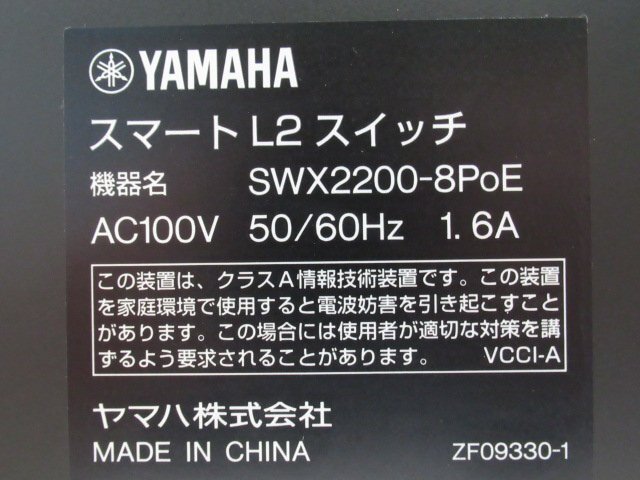 YAMAHA
スマート L2 スイッチ
機器名 SWX2200-8PoE
AC100V 50/60Hz 1.6A
この装置は、クラスA情報技術装置です。この装置
を家庭環境で使用すると電波妨害を引き起こすこと
があります。この場合には使用者が適切な対策を講
ずるよう要求されることがあります。 VCCI-A
ヤマハ株式会社
MADE IN CHINA ZF09330-1